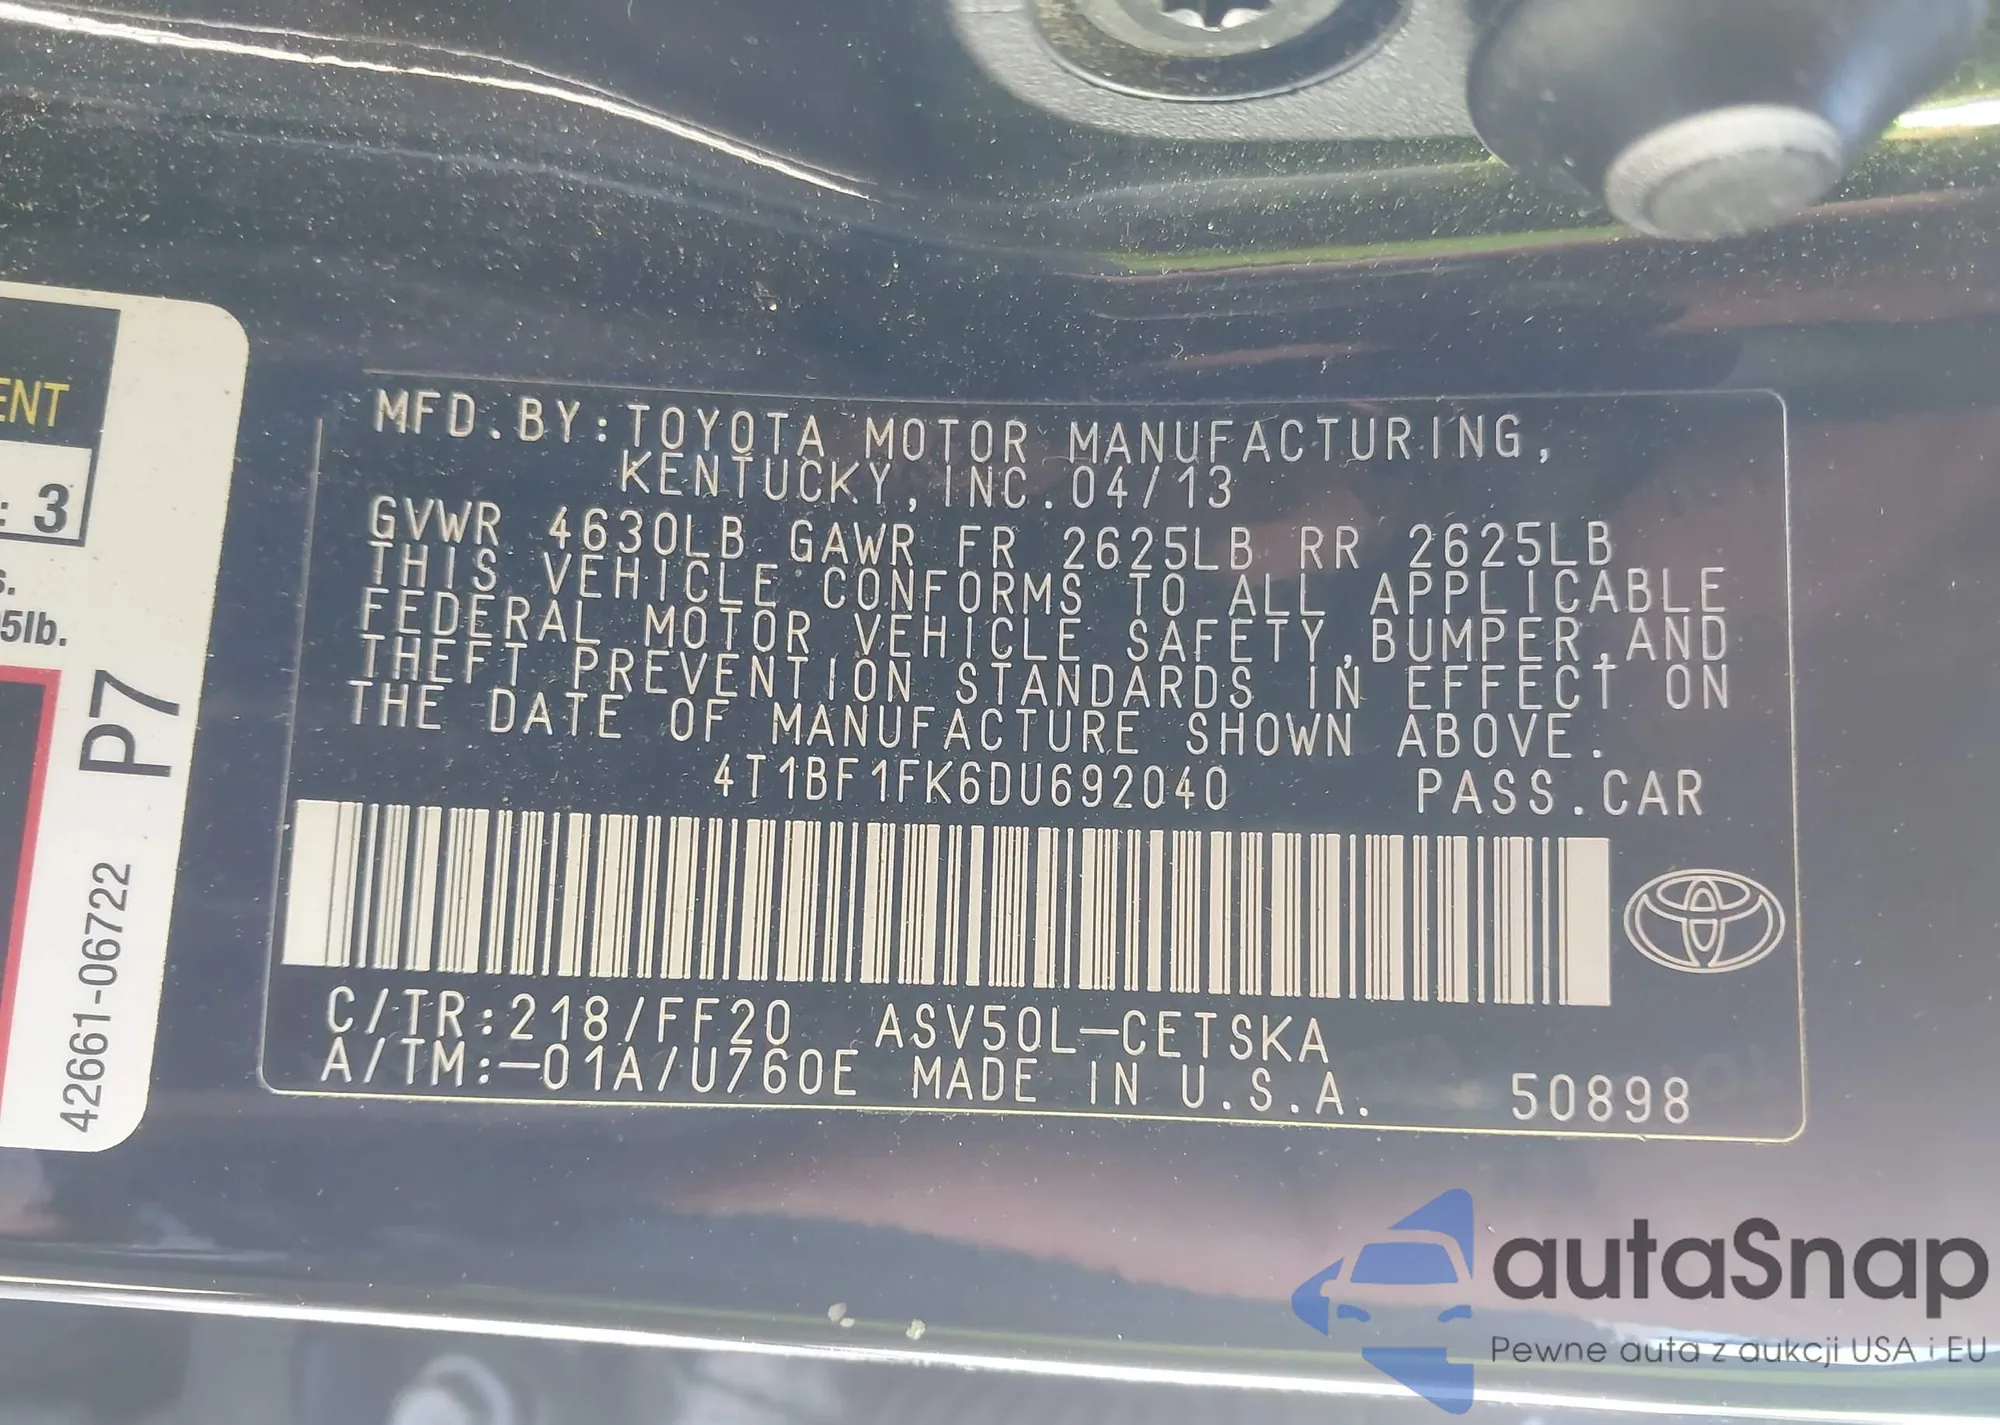 MFD.BY:TOYOTA MOTOR MANUFACTURING,
KENTUCKY,INC.04/13
GVWR 4630LB GAWR FR 2625LB RR 2625LB
THIS VEHICLE CONFORMS TO ALL APPLICABLE
FEDERAL MOTOR VEHICLE SAFETY,BUMPER,AND
THEFT PREVENTION STANDARDS IN EFFECT ON
THE DATE OF MANUFACTURE SHOWN ABOVE.
4T1BF1FK6DU692040 PASS.CAR
C/TR:218/FF20 ASV50L-CETSKA
A/TM:-01A/U760E MADE IN U.S.A. 50898
ENT
: 3
s.
5lb.
P7
42661-06722
autaSnap
Pewne auta z aukcji USA i EU